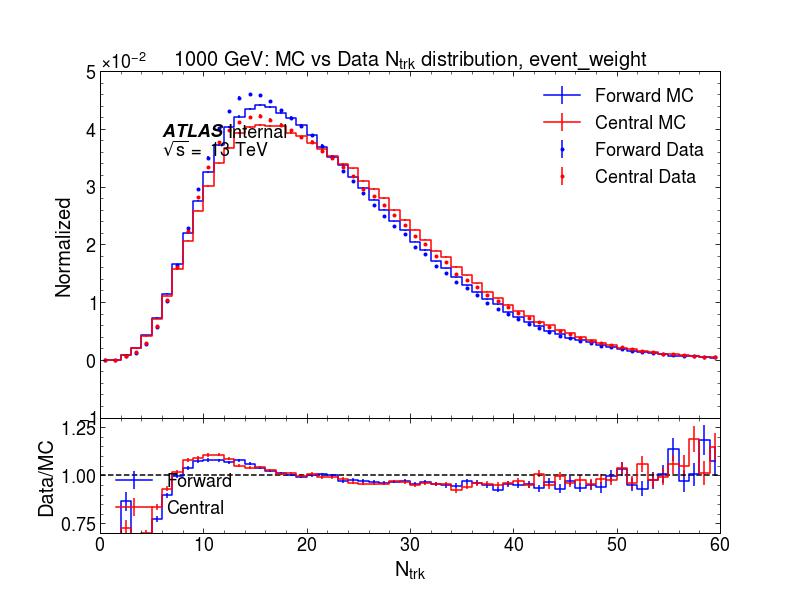 ×10−2
1000 GeV: MC vs Data Ntrk distribution, event_weight
5
4
3
2
1
0
−1
Normalized
ATLAS Internal
√s = 13 TeV
Forward MC
Central MC
Forward Data
Central Data
1.25
1.00
0.75
Data/MC
Forward
Central
0 10 20 30 40 50 60
Ntrk